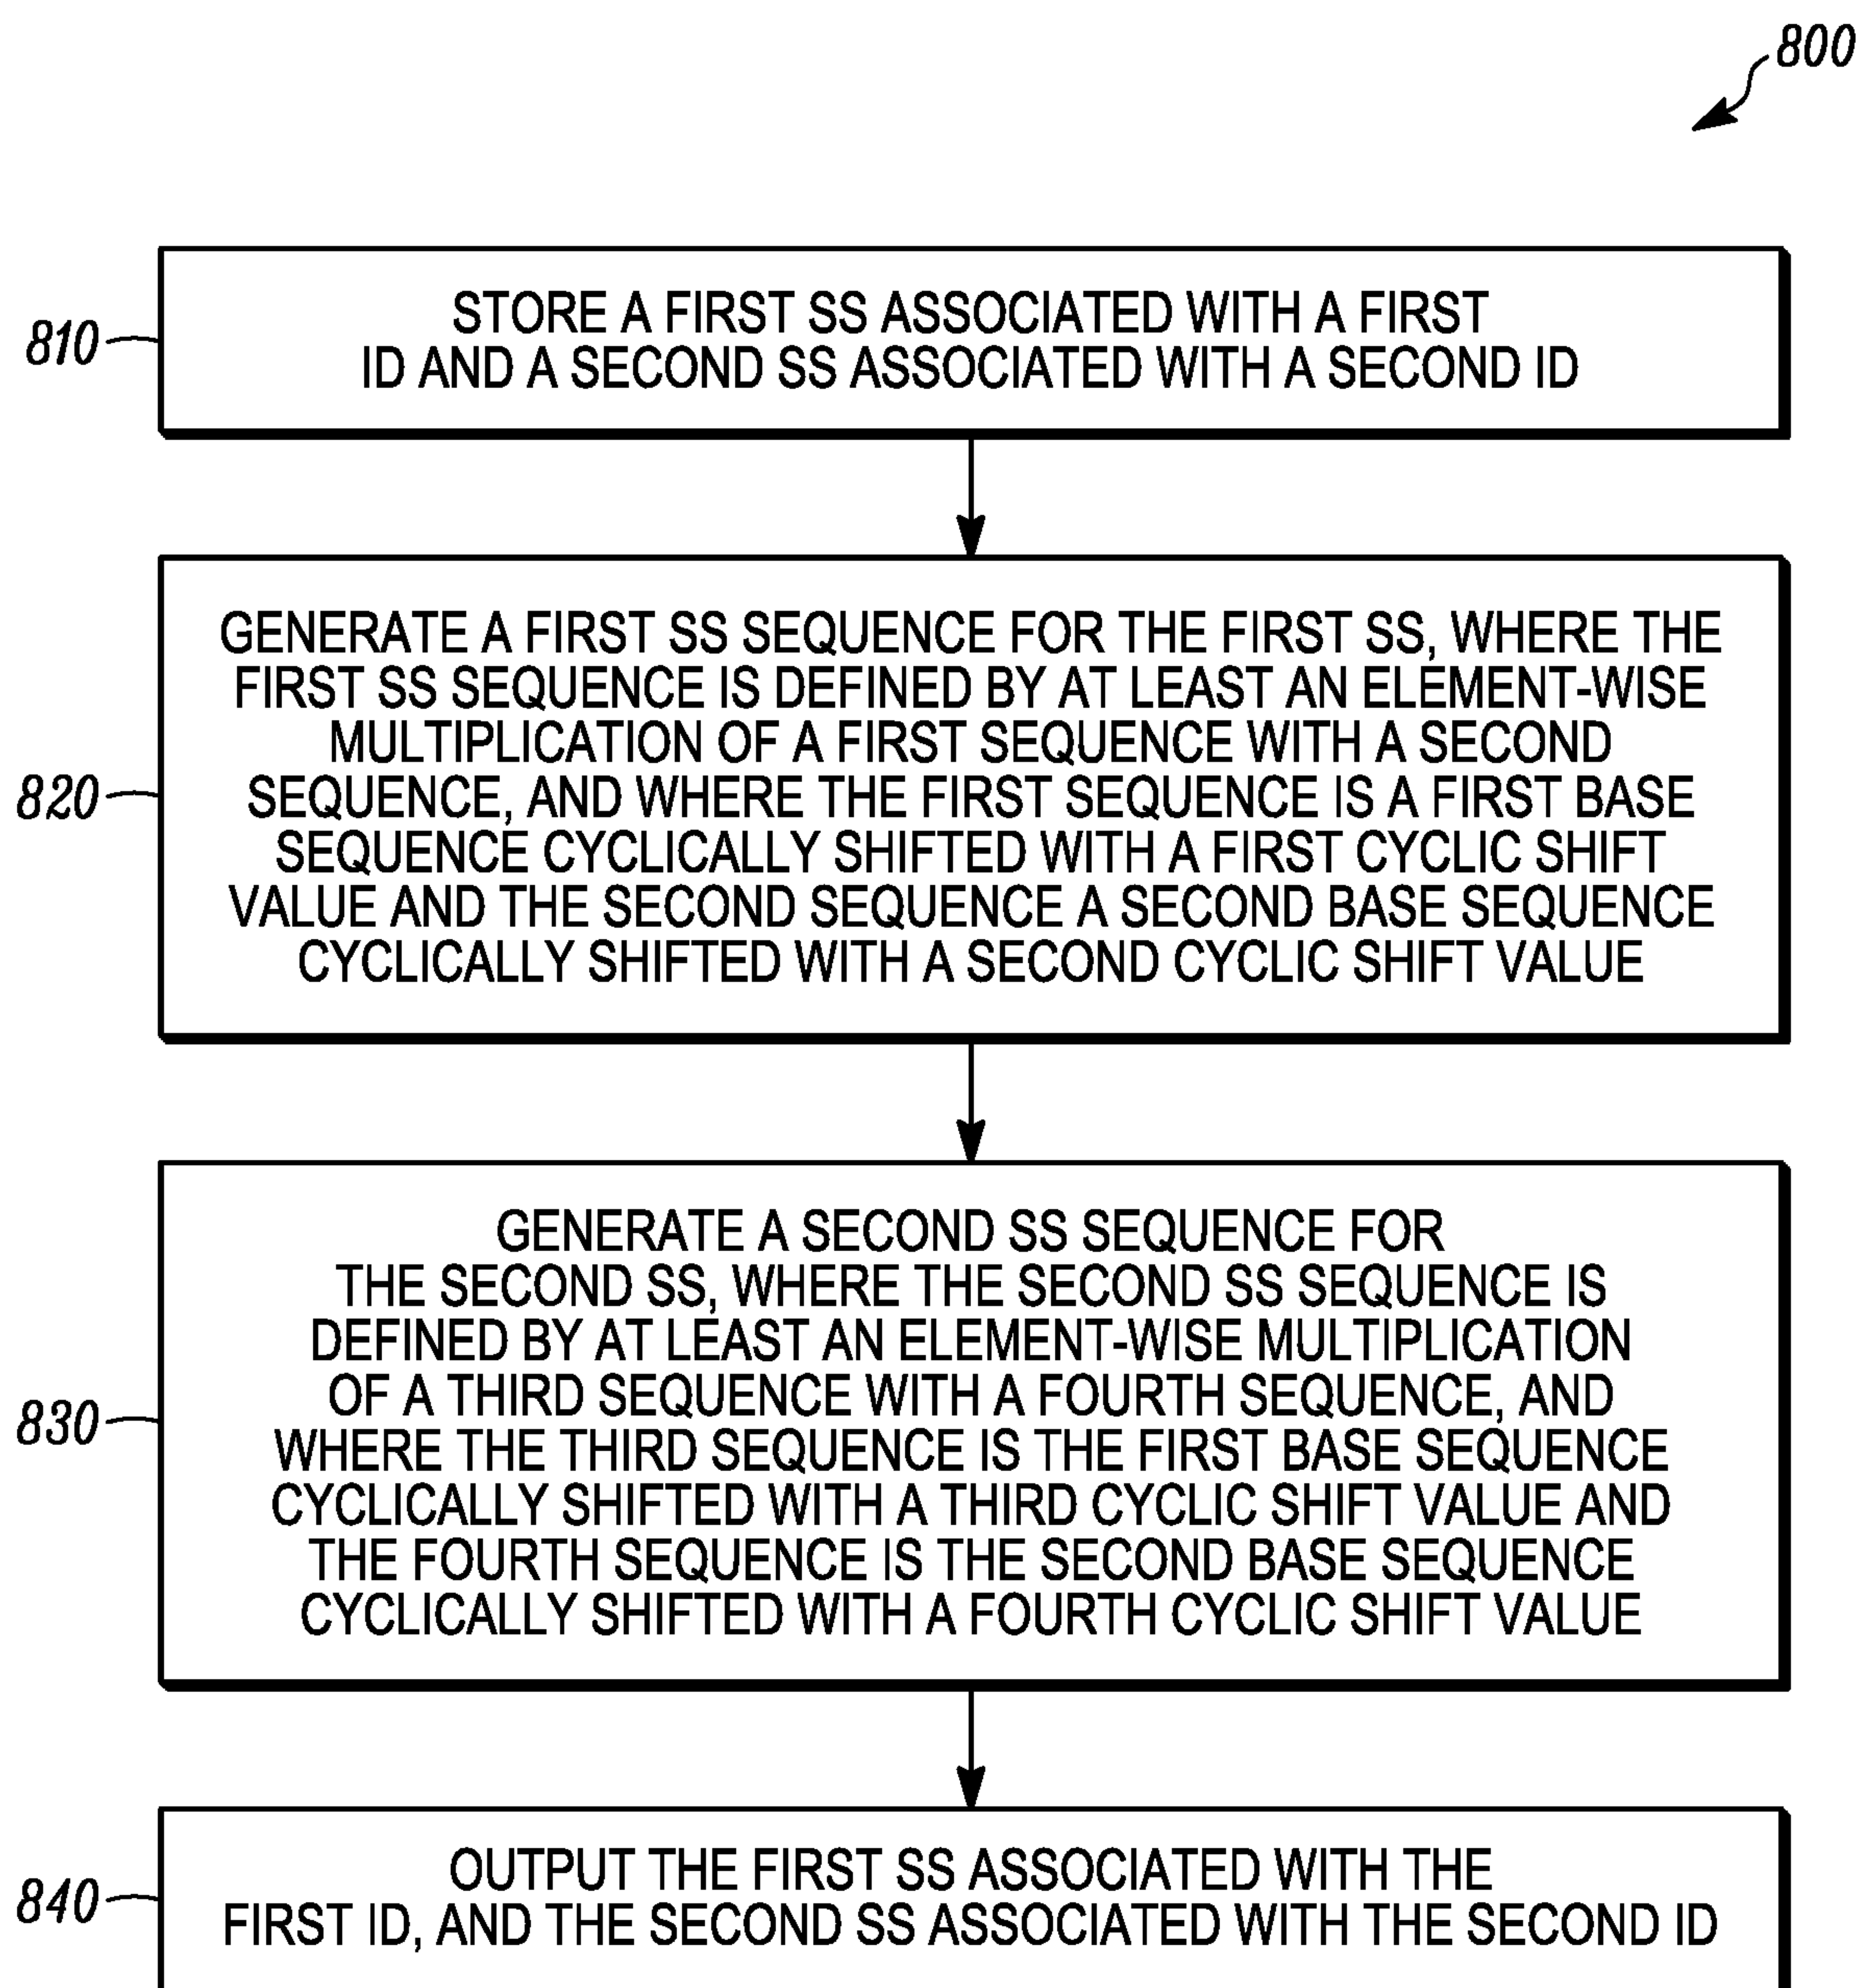 800
810
STORE A FIRST SS ASSOCIATED WITH A FIRST
ID AND A SECOND SS ASSOCIATED WITH A SECOND ID
820
GENERATE A FIRST SS SEQUENCE FOR THE FIRST SS, WHERE THE
FIRST SS SEQUENCE IS DEFINED BY AT LEAST AN ELEMENT-WISE
MULTIPLICATION OF A FIRST SEQUENCE WITH A SECOND
SEQUENCE, AND WHERE THE FIRST SEQUENCE IS A FIRST BASE
SEQUENCE CYCLICALLY SHIFTED WITH A FIRST CYCLIC SHIFT
VALUE AND THE SECOND SEQUENCE A SECOND BASE SEQUENCE
CYCLICALLY SHIFTED WITH A SECOND CYCLIC SHIFT VALUE
830
GENERATE A SECOND SS SEQUENCE FOR
THE SECOND SS, WHERE THE SECOND SS SEQUENCE IS
DEFINED BY AT LEAST AN ELEMENT-WISE MULTIPLICATION
OF A THIRD SEQUENCE WITH A FOURTH SEQUENCE, AND
WHERE THE THIRD SEQUENCE IS THE FIRST BASE SEQUENCE
CYCLICALLY SHIFTED WITH A THIRD CYCLIC SHIFT VALUE AND
THE FOURTH SEQUENCE IS THE SECOND BASE SEQUENCE
CYCLICALLY SHIFTED WITH A FOURTH CYCLIC SHIFT VALUE
840
OUTPUT THE FIRST SS ASSOCIATED WITH THE
FIRST ID, AND THE SECOND SS ASSOCIATED WITH THE SECOND ID